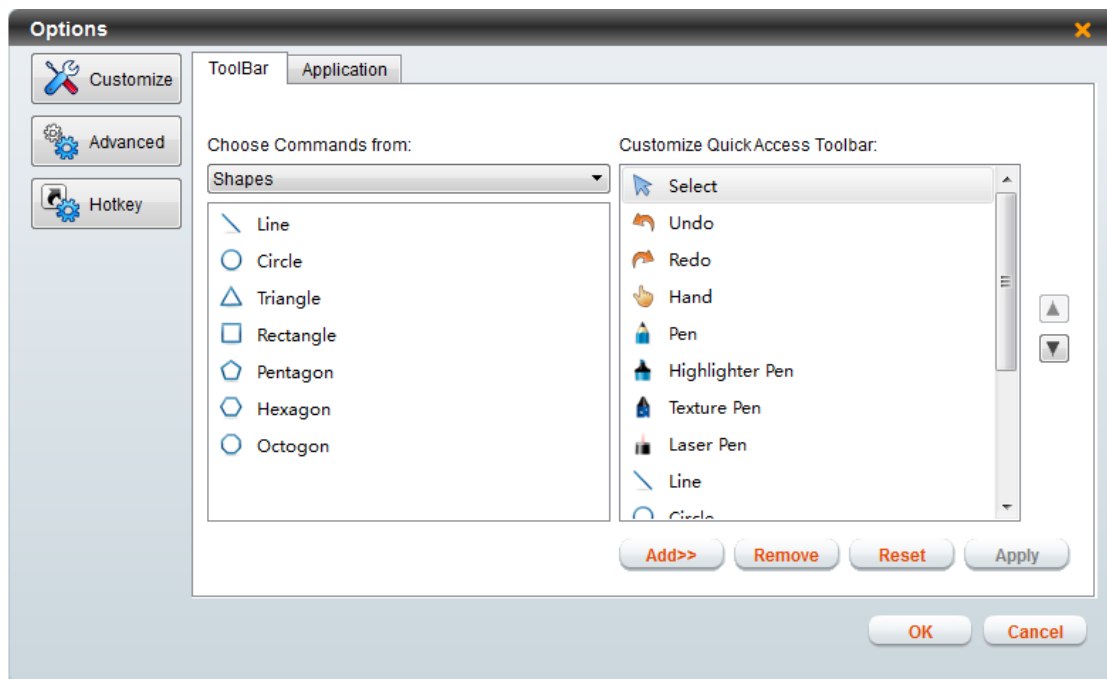 Options
Customize
Advanced
Hotkey
ToolBar
Application
Choose Commands from:
Shapes
Line
Circle
Triangle
Rectangle
Pentagon
Hexagon
Octogon
Customize Quick Access Toolbar:
Select
Undo
Redo
Hand
Pen
Highlighter Pen
Texture Pen
Laser Pen
Line
Circle
Add>>
Remove
Reset
Apply
OK
Cancel